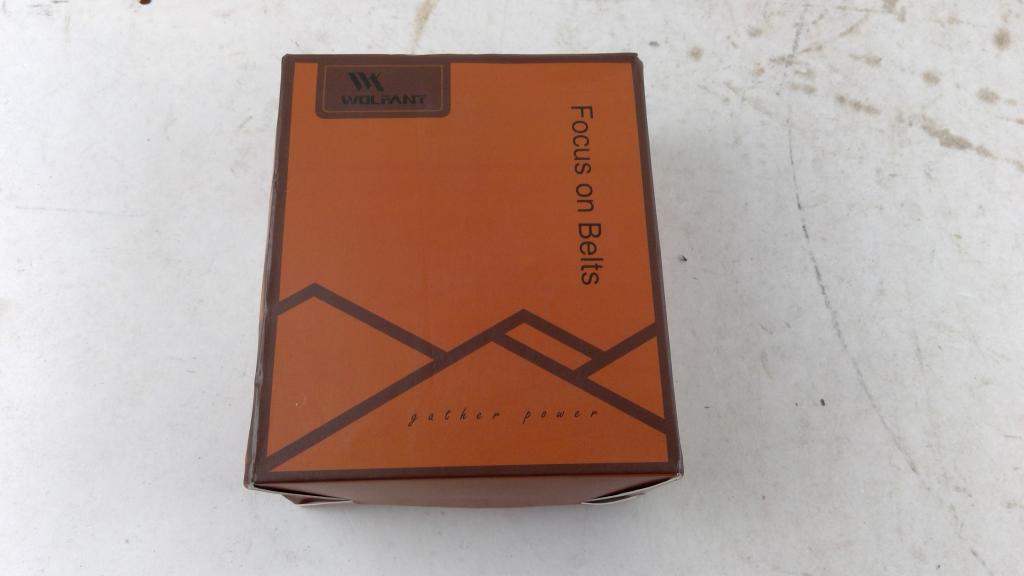 WOLFANT
Focus on Belts
gather power